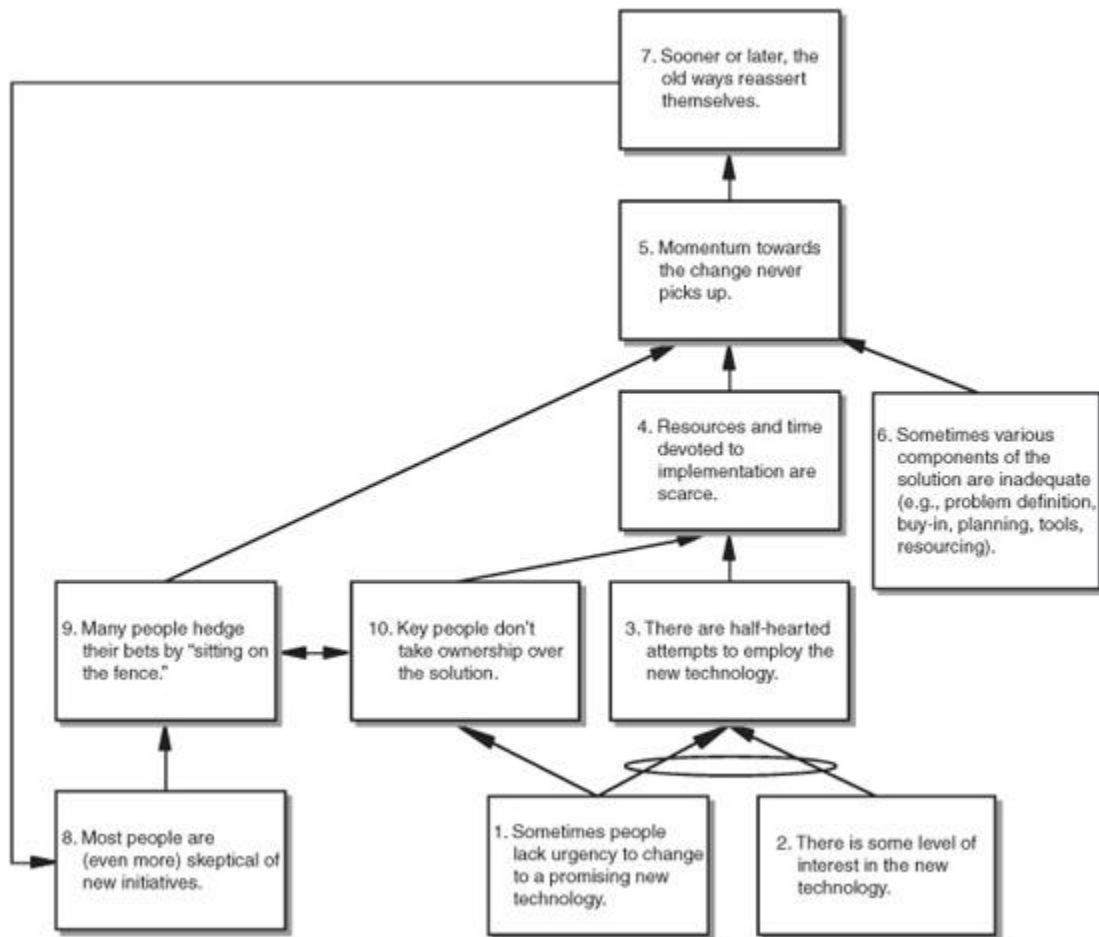 7. Sooner or later, the
old ways reassert
themselves.
5. Momentum towards
the change never
picks up.
4. Resources and time
devoted to
implementation are
scarce.
6. Sometimes various
components of the
solution are inadequate
(e.g., problem definition,
buy-in, planning, tools,
resourcing).
9. Many people hedge
their bets by "sitting on
the fence."
10. Key people don't
take ownership over
the solution.
3. There are half-hearted
attempts to employ the
new technology.
8. Most people are
(even more) skeptical of
new initiatives.
1. Sometimes people
lack urgency to change
to a promising new
technology.
2. There is some level of
interest in the new
technology.